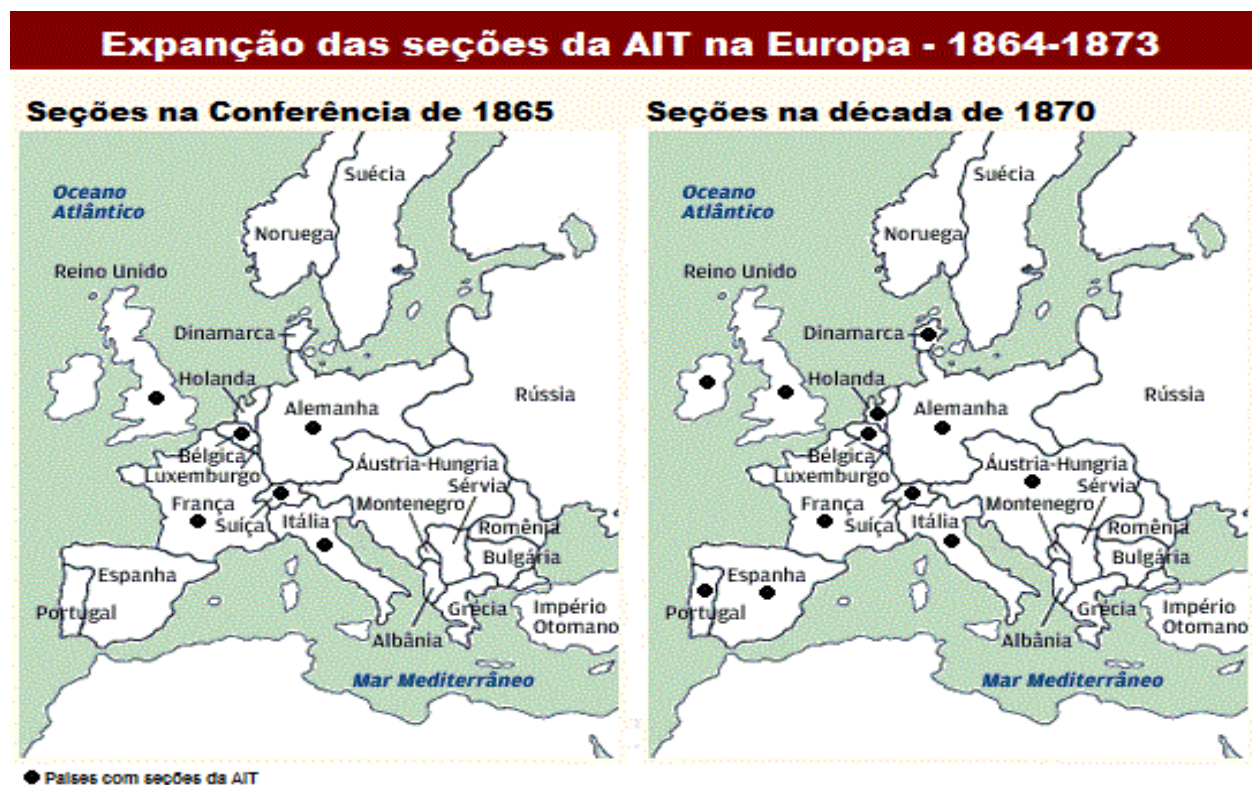 Expanção das seções da AIT na Europa - 1864-1873
Seções na Conferência de 1865
Oceano
Atlântico
Suécia
Noruega
Reino Unido
Dinamarca
Holanda
Alemanha
Rússia
Bélgica
Luxemburgo
Áustria-Hungria
Sérvia
França
Montenegro
Suíça
Itália
Romênia
Bulgária
Espanha
Portugal
Grécia
Império
Otomano
Albânia
Mar Mediterrâneo
Seções na década de 1870
Oceano
Atlântico
Suécia
Noruega
Reino Unido
Dinamarca
Holanda
Alemanha
Rússia
Bélgica
Luxemburgo
Áustria-Hungria
Sérvia
França
Montenegro
Suíça
Itália
Romênia
Bulgária
Espanha
Portugal
Grécia
Império
Otomano
Albânia
Mar Mediterrâneo
Países com seções da AIT